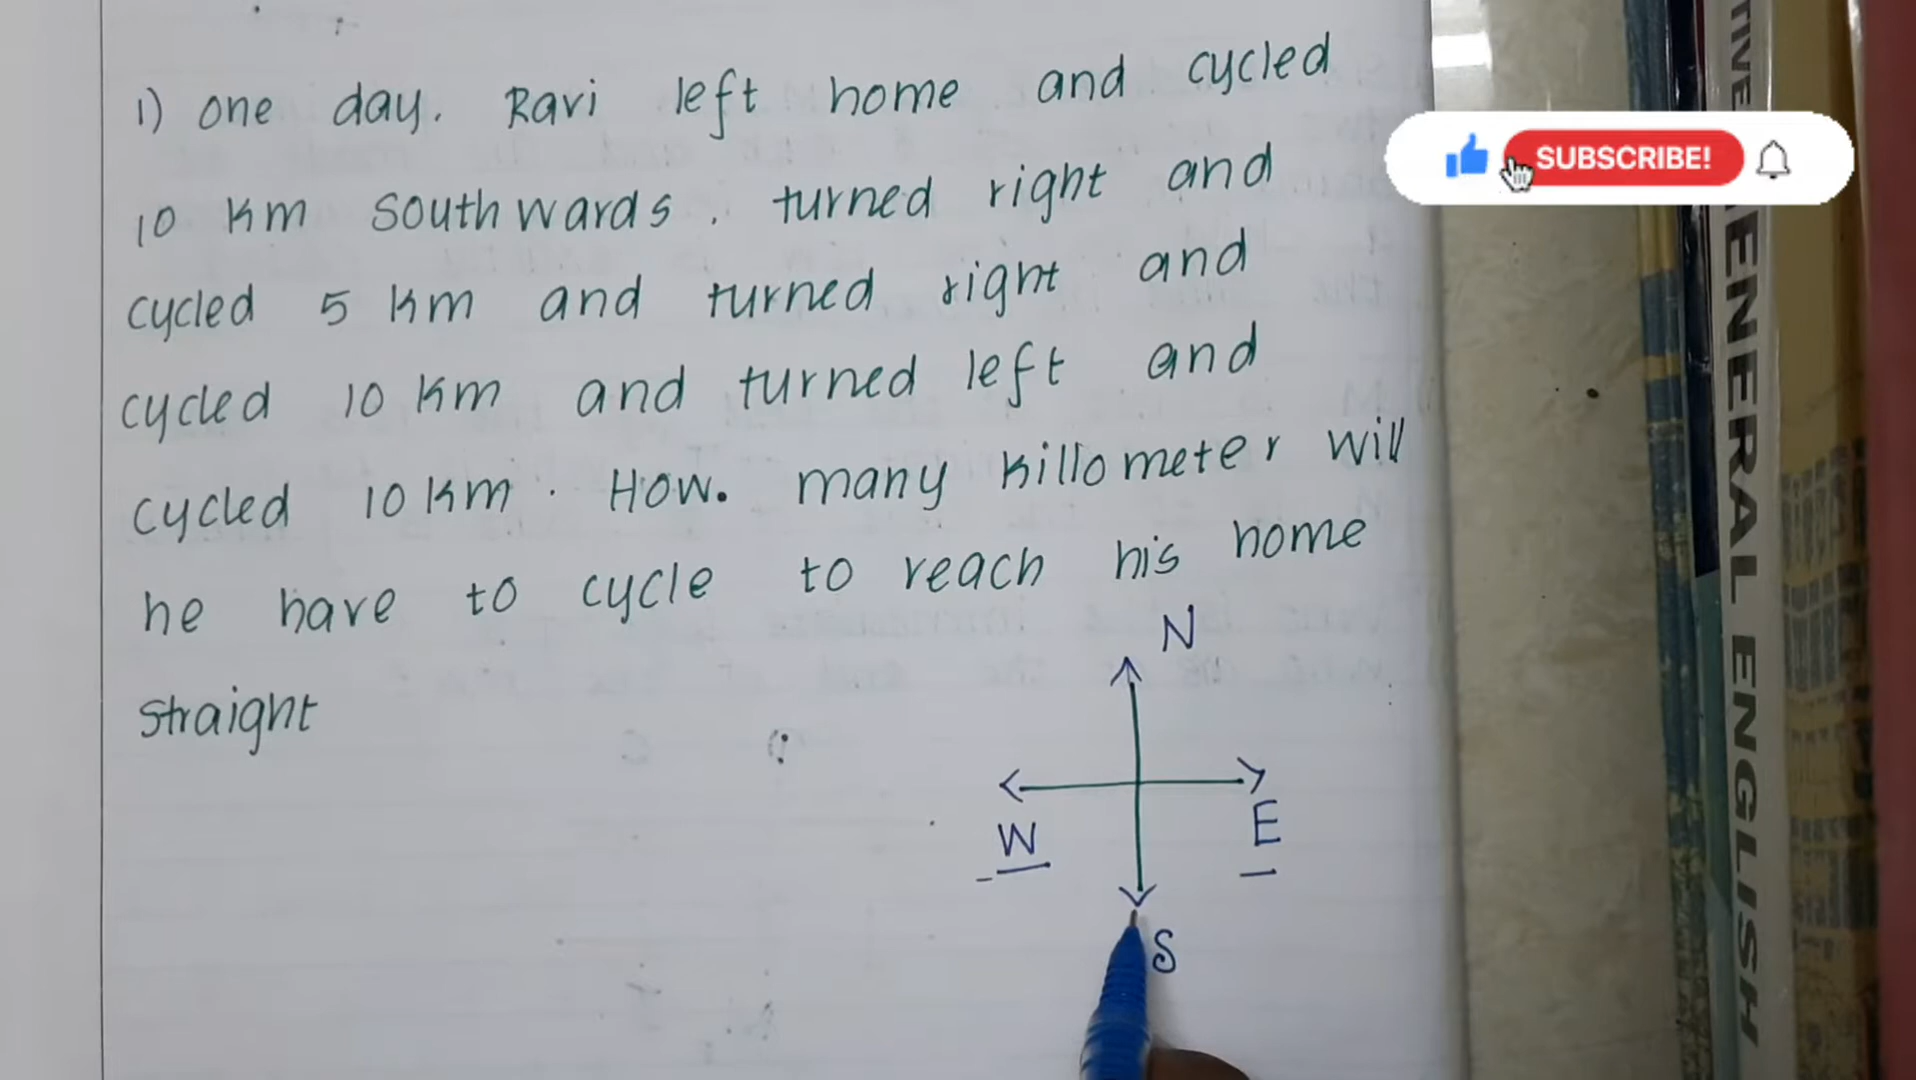 1) one day. Ravi left home and cycled
10 km southwards. turned right and
cycled 5 km and turned right and
cycled 10 km and turned left and
cycled 10 km. How. many killometer will
he have to cycle to reach his home
straight
N
W
E
S
SUBSCRIBE!
ENERAL ENGLISH